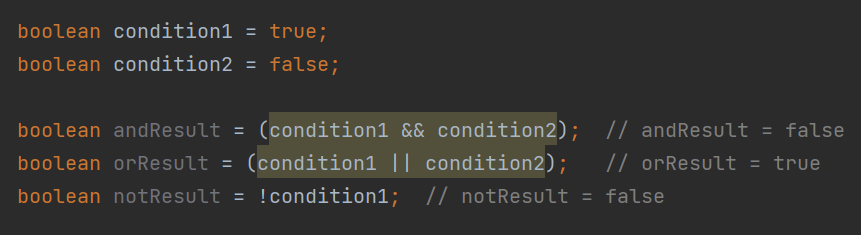 boolean condition1 = true;
boolean condition2 = false;
boolean andResult = (condition1 && condition2);  // andResult = false
boolean orResult = (condition1 || condition2);   // orResult = true
boolean notResult = !condition1;  // notResult = false